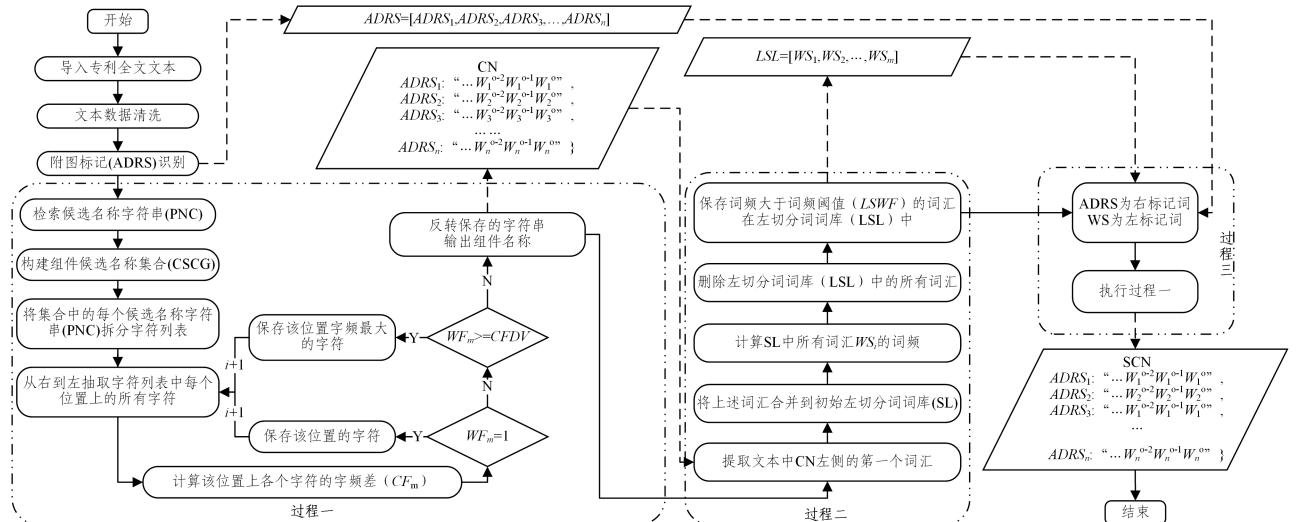 开始
导入专利全文文本
文本数据清洗
附图标记(ADRS)识别
ADRS=[ADRS₁,ADRS₂,ADRS₃,…,ADRSₙ]
CN
ADRS₁: “…W₁ᵒ⁻²W₁ᵒ⁻¹W₁ᵒ” ,
ADRS₂: “…W₂ᵒ⁻²W₂ᵒ⁻¹W₂ᵒ” ,
ADRS₃: “…W₃ᵒ⁻²W₃ᵒ⁻¹W₃ᵒ” ,
… …
ADRSₙ: “…Wₙᵒ⁻²Wₙᵒ⁻¹Wₙᵒ” }
LSL=[WS₁,WS₂,…,WSₘ]
检索候选名称字符串(PNC)
构建组件候选名称集合(CSCG)
将集合中的每个候选名称字符
串(PNC)拆分字符列表
从右到左抽取字符列表中每个
位置上的所有字符
计算该位置上各个字符的字频差（CFₘ）
WFₘ=1
Y
保存该位置的字符
i+1
N
WFₘ>=CFDV
Y
保存该位置字频最大
的字符
i+1
N
反转保存的字符串
输出组件名称
过程一
提取文本中CN左侧的第一个词汇
将上述词汇合并到初始左切分词词库(SL)
计算SL中所有词汇WSᵢ的词频
删除左切分词词库（LSL）中的所有词汇
保存词频大于词频阈值（LSWF）的词汇
在左切分词词库（LSL）中
过程二
ADRS为右标记词
WS为左标记词
执行过程一
过程三
SCN
ADRS₁: “…W₁ᵒ⁻²W₁ᵒ⁻¹W₁ᵒ” ,
ADRS₂: “…W₂ᵒ⁻²W₂ᵒ⁻¹W₂ᵒ” ,
ADRS₃: “…W₁ᵒ⁻²W₁ᵒ⁻¹W₁ᵒ” ,
…
ADRSₙ: “…Wₙᵒ⁻²Wₙᵒ⁻¹Wₙᵒ” }
结束